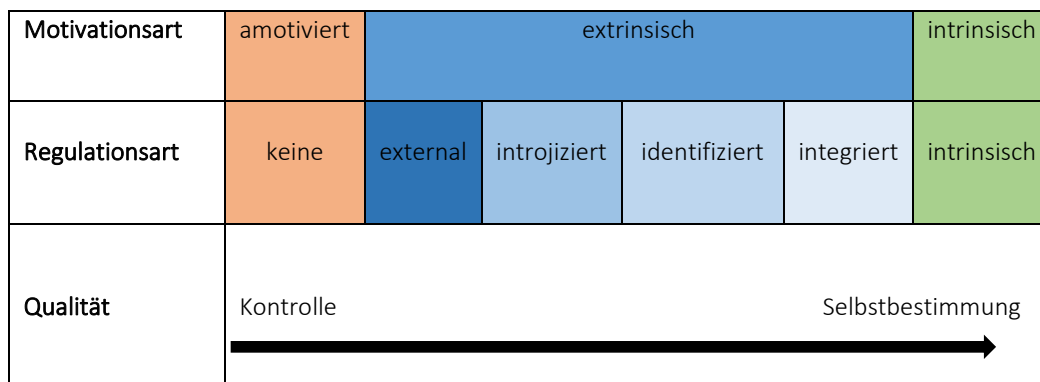 Motivationsart amotiviert extrinsisch intrinsisch
Regulationsart keine external introjiziert identifiziert integriert intrinsisch
Qualität Kontrolle Selbstbestimmung